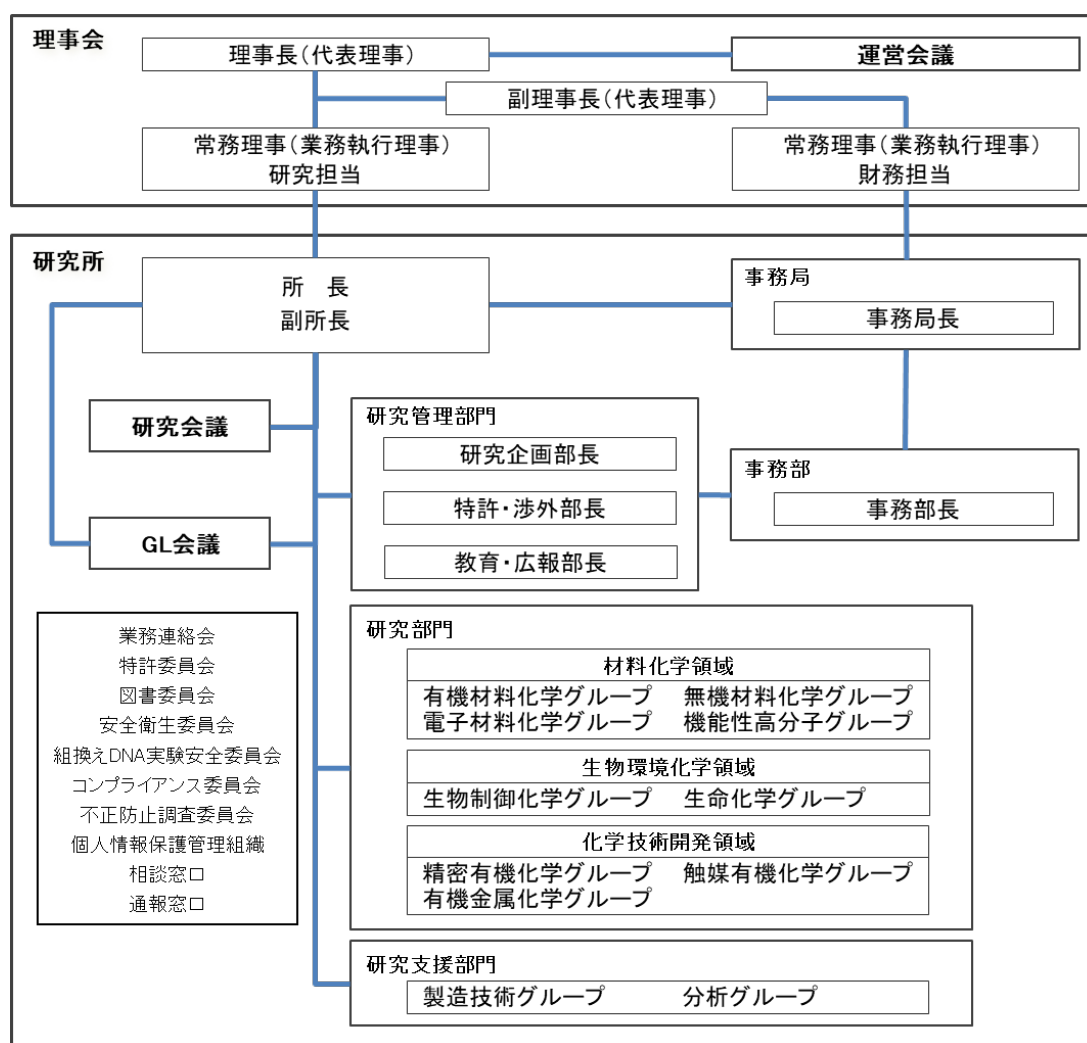 理事会
理事長(代表理事)
運営会議
副理事長(代表理事)
常務理事(業務執行理事)
研究担当
常務理事(業務執行理事)
財務担当
研究所
所　長
副所長
事務局
事務局長
研究会議
GL会議
研究管理部門
研究企画部長
特許・渉外部長
教育・広報部長
事務部
事務部長
業務連絡会
特許委員会
図書委員会
安全衛生委員会
組換えDNA実験安全委員会
コンプライアンス委員会
不正防止調査委員会
個人情報保護管理組織
相談窓口
通報窓口
研究部門
材料化学領域
有機材料化学グループ　無機材料化学グループ
電子材料化学グループ　機能性高分子グループ
生物環境化学領域
生物制御化学グループ　生命化学グループ
化学技術開発領域
精密有機化学グループ　触媒有機化学グループ
有機金属化学グループ
研究支援部門
製造技術グループ　分析グループ